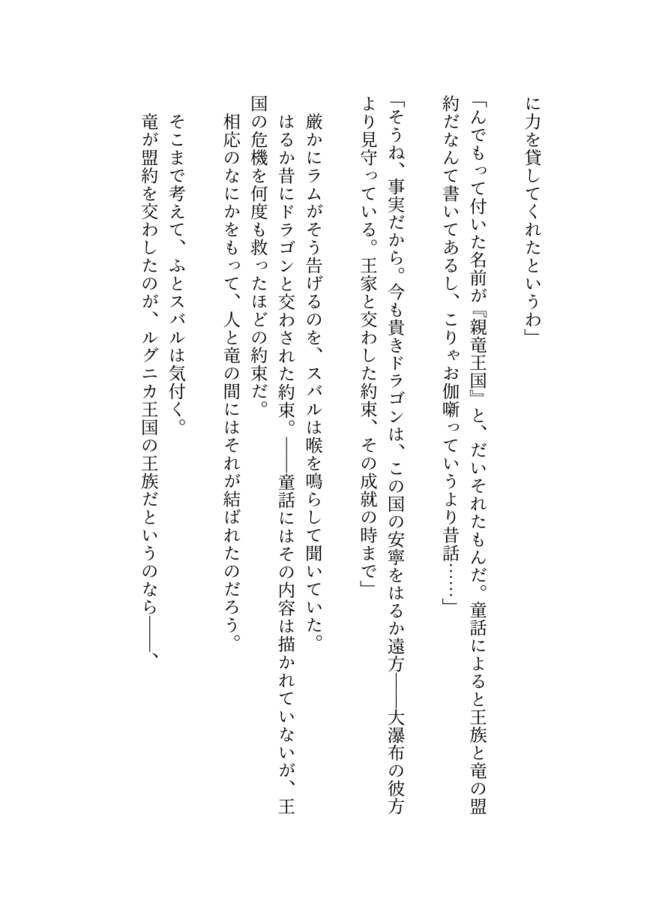 に力を貸してくれたというわ」
「んでもって付いた名前が『親竜王国』と、だいそれたもんだ。童話によると王族と竜の盟
約だなんて書いてあるし、こりゃお伽噺っていうより昔話……」
「そうね、事実だから。今も貴きドラゴンは、この国の安寧をはるか遠方――大瀑布の彼方
より見守っている。王家と交わした約束、その成就の時まで」
厳かにラムがそう告げるのを、スバルは喉を鳴らして聞いていた。
はるか昔にドラゴンと交わされた約束。――童話にはその内容は描かれていないが、王
国の危機を何度も救ったほどの約束だ。
相応のなにかをもって、人と竜の間にはそれが結ばれたのだろう。
そこまで考えて、ふとスバルは気付く。
竜が盟約を交わしたのが、ルグニカ王国の王族だというのなら――、